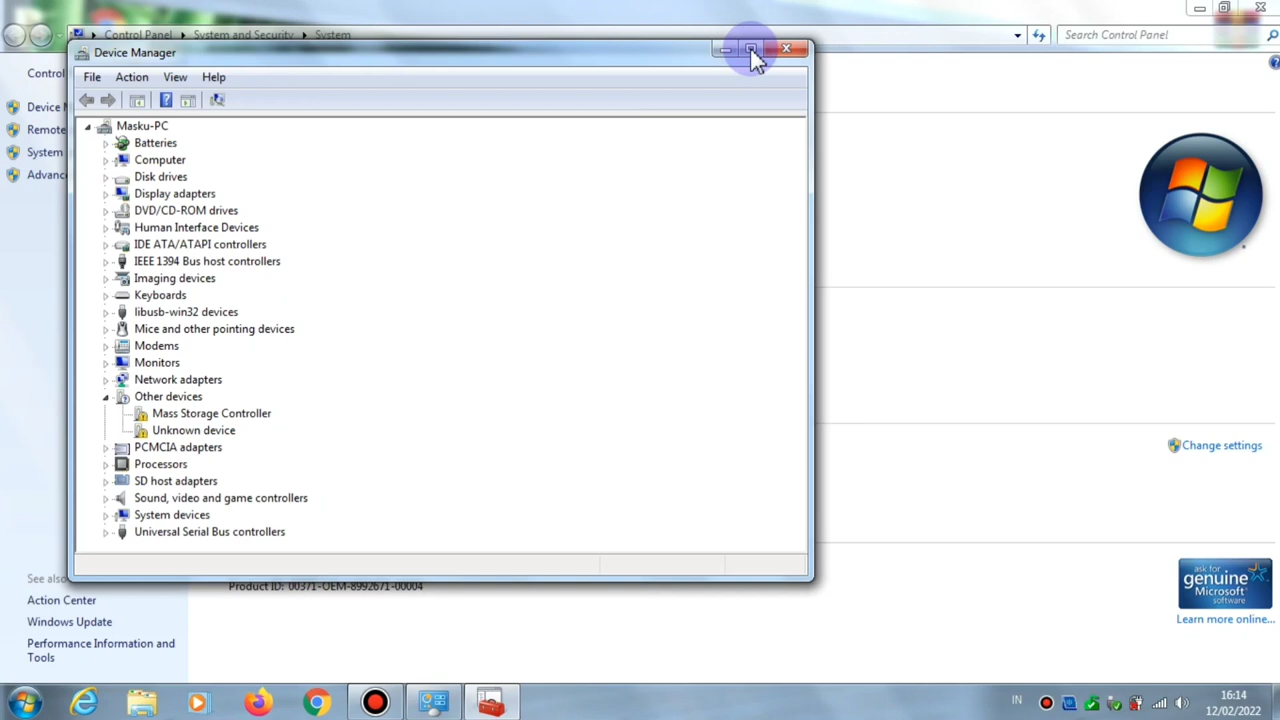 Control Panel
System and Security
System
Search Control Panel
Device Manager
Control
File
Action
View
Help
Device M
Remote
System
Advanc
Masku-PC
Batteries
Computer
Disk drives
Display adapters
DVD/CD-ROM drives
Human Interface Devices
IDE ATA/ATAPI controllers
IEEE 1394 Bus host controllers
Imaging devices
Keyboards
libusb-win32 devices
Mice and other pointing devices
Modems
Monitors
Network adapters
Other devices
Mass Storage Controller
Unknown device
PCMCIA adapters
Processors
SD host adapters
Sound, video and game controllers
System devices
Universal Serial Bus controllers
Change settings
See also
Product ID: 00371-OEM-8992671-00004
Action Center
Windows Update
Performance Information and
Tools
ask for
genuine
Microsoft
software
Learn more online...
IN
16:14
12/02/2022